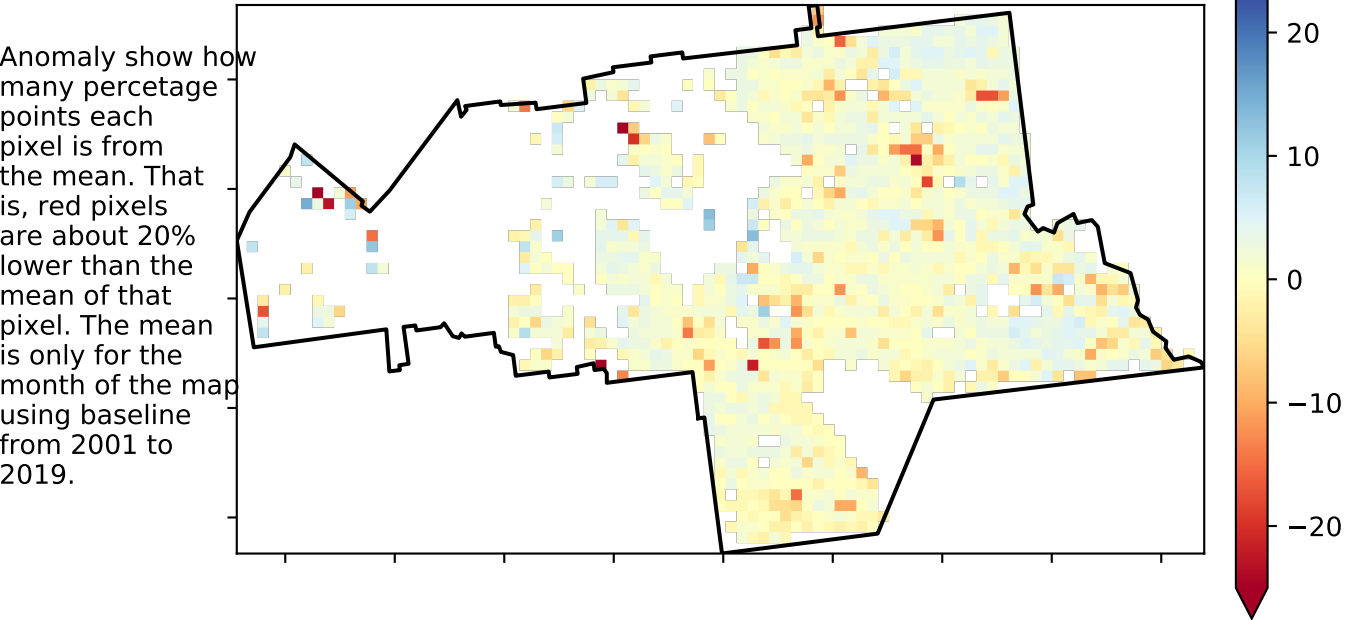 Anomaly show how
many percetage
points each
pixel is from
the mean. That
is, red pixels
are about 20%
lower than the
mean of that
pixel. The mean
is only for the
month of the map
using baseline
from 2001 to
2019.
20
10
0
−10
−20